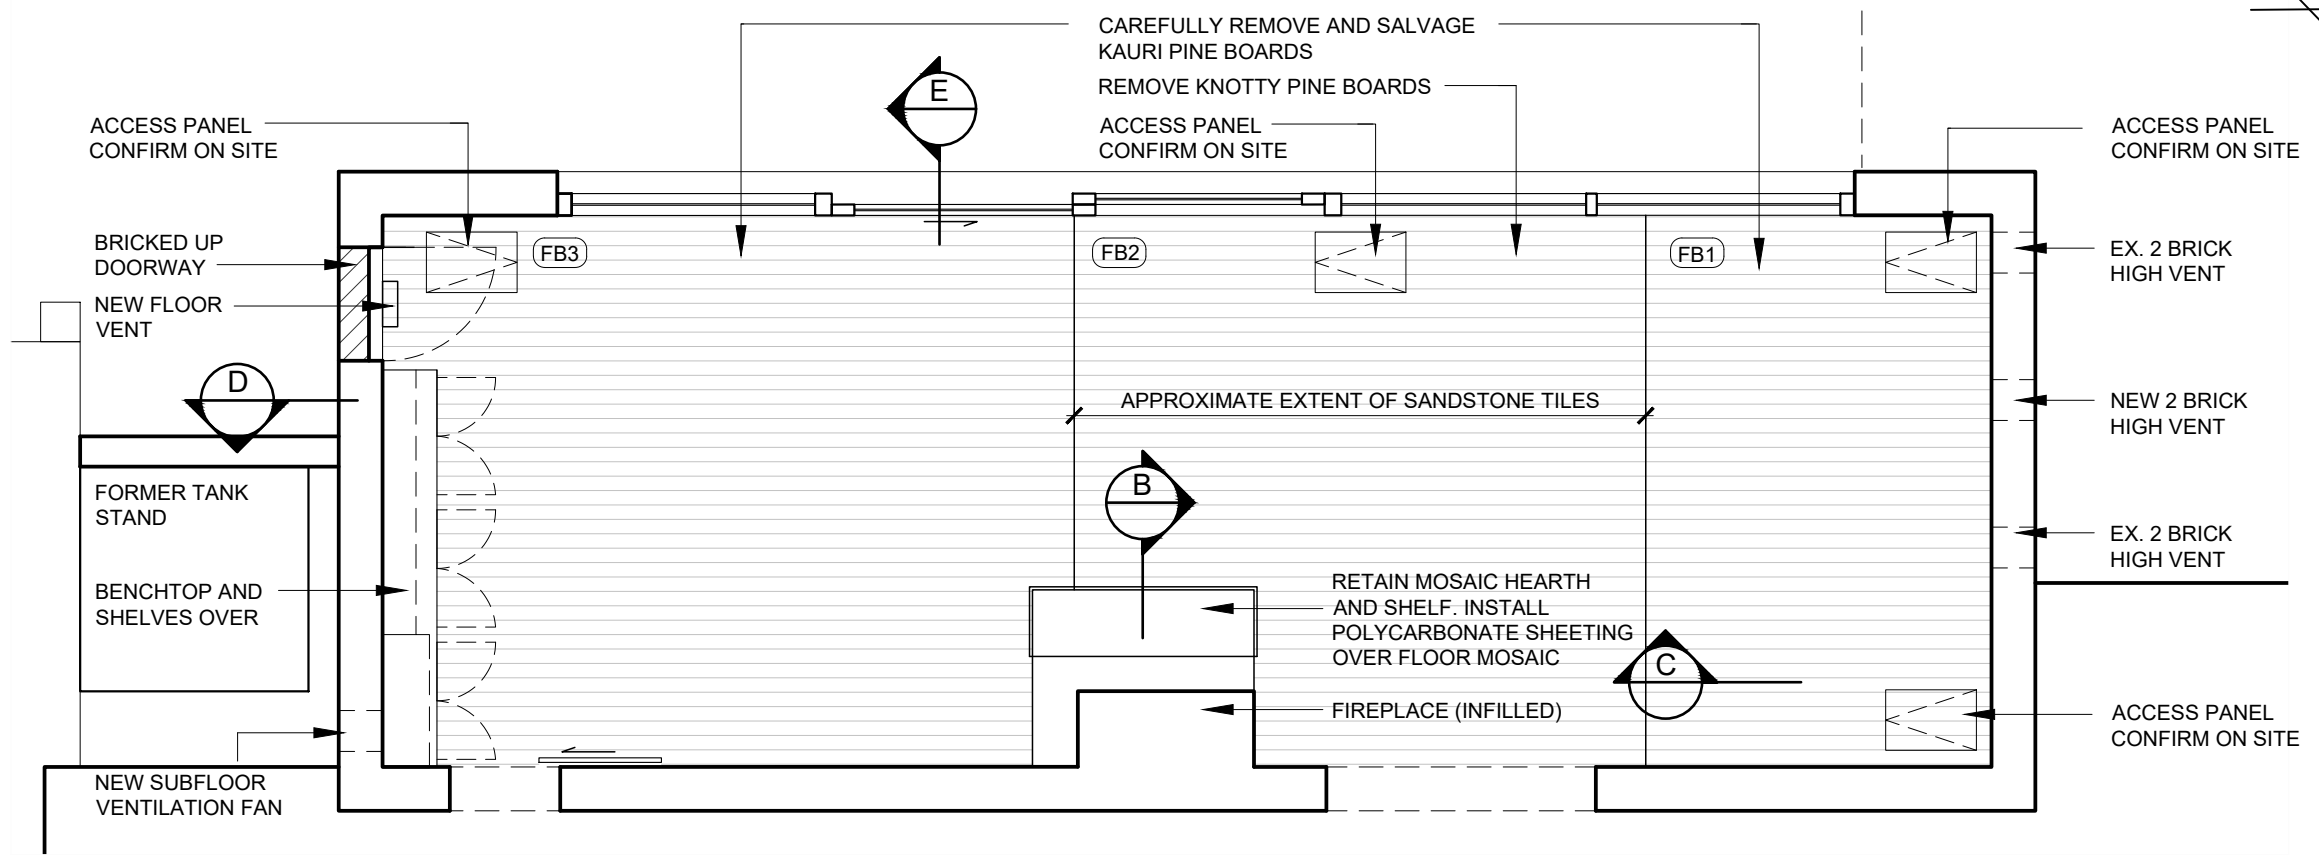 CAREFULLY REMOVE AND SALVAGE
KAURI PINE BOARDS
REMOVE KNOTTY PINE BOARDS
E
ACCESS PANEL
CONFIRM ON SITE
ACCESS PANEL
CONFIRM ON SITE
ACCESS PANEL
CONFIRM ON SITE
BRICKED UP
DOORWAY
FB3
FB2
FB1
EX. 2 BRICK
HIGH VENT
NEW FLOOR
VENT
D
APPROXIMATE EXTENT OF SANDSTONE TILES
NEW 2 BRICK
HIGH VENT
FORMER TANK
STAND
B
EX. 2 BRICK
HIGH VENT
BENCHTOP AND
SHELVES OVER
RETAIN MOSAIC HEARTH
AND SHELF. INSTALL
POLYCARBONATE SHEETING
OVER FLOOR MOSAIC
C
FIREPLACE (INFILLED)
ACCESS PANEL
CONFIRM ON SITE
NEW SUBFLOOR
VENTILATION FAN